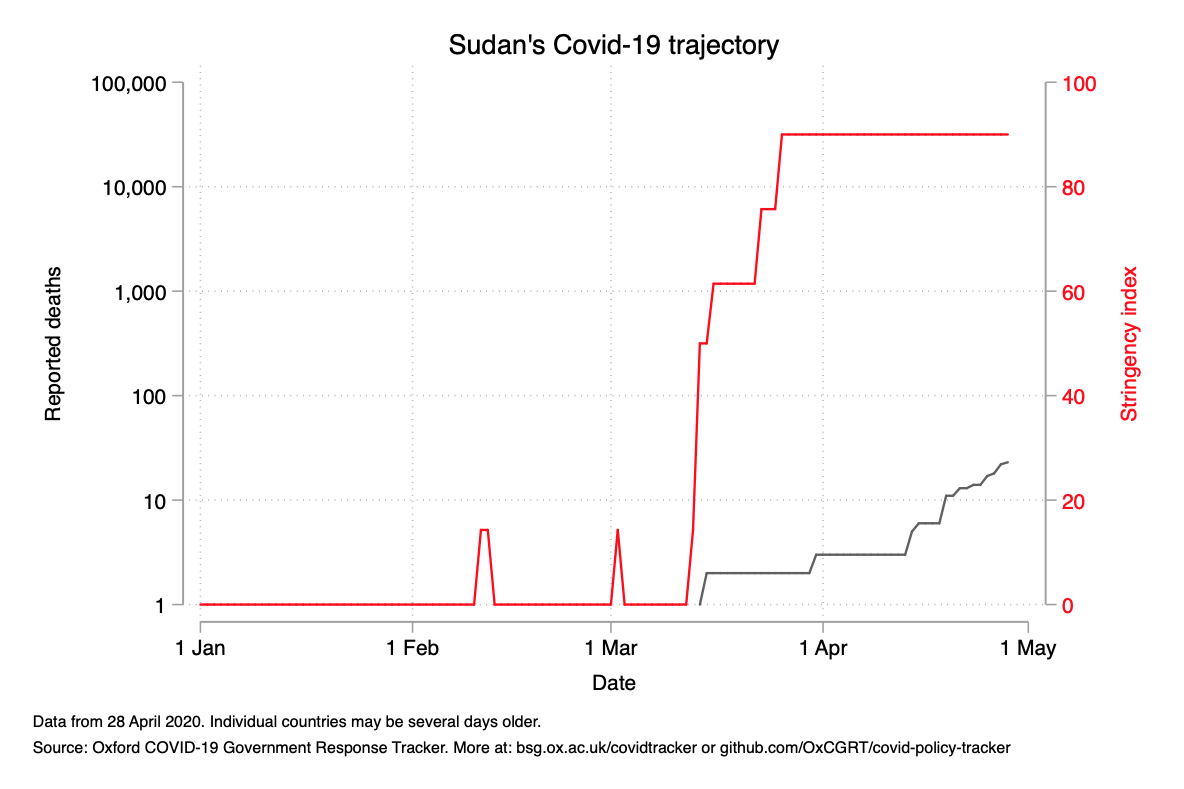 Sudan's Covid-19 trajectory
100,000
10,000
1,000
100
10
1
Reported deaths
100
80
60
40
20
0
Stringency index
1 Jan
1 Feb
1 Mar
1 Apr
1 May
Date
Data from 28 April 2020. Individual countries may be several days older.
Source: Oxford COVID-19 Government Response Tracker. More at: bsg.ox.ac.uk/covidtracker or github.com/OxCGRT/covid-policy-tracker